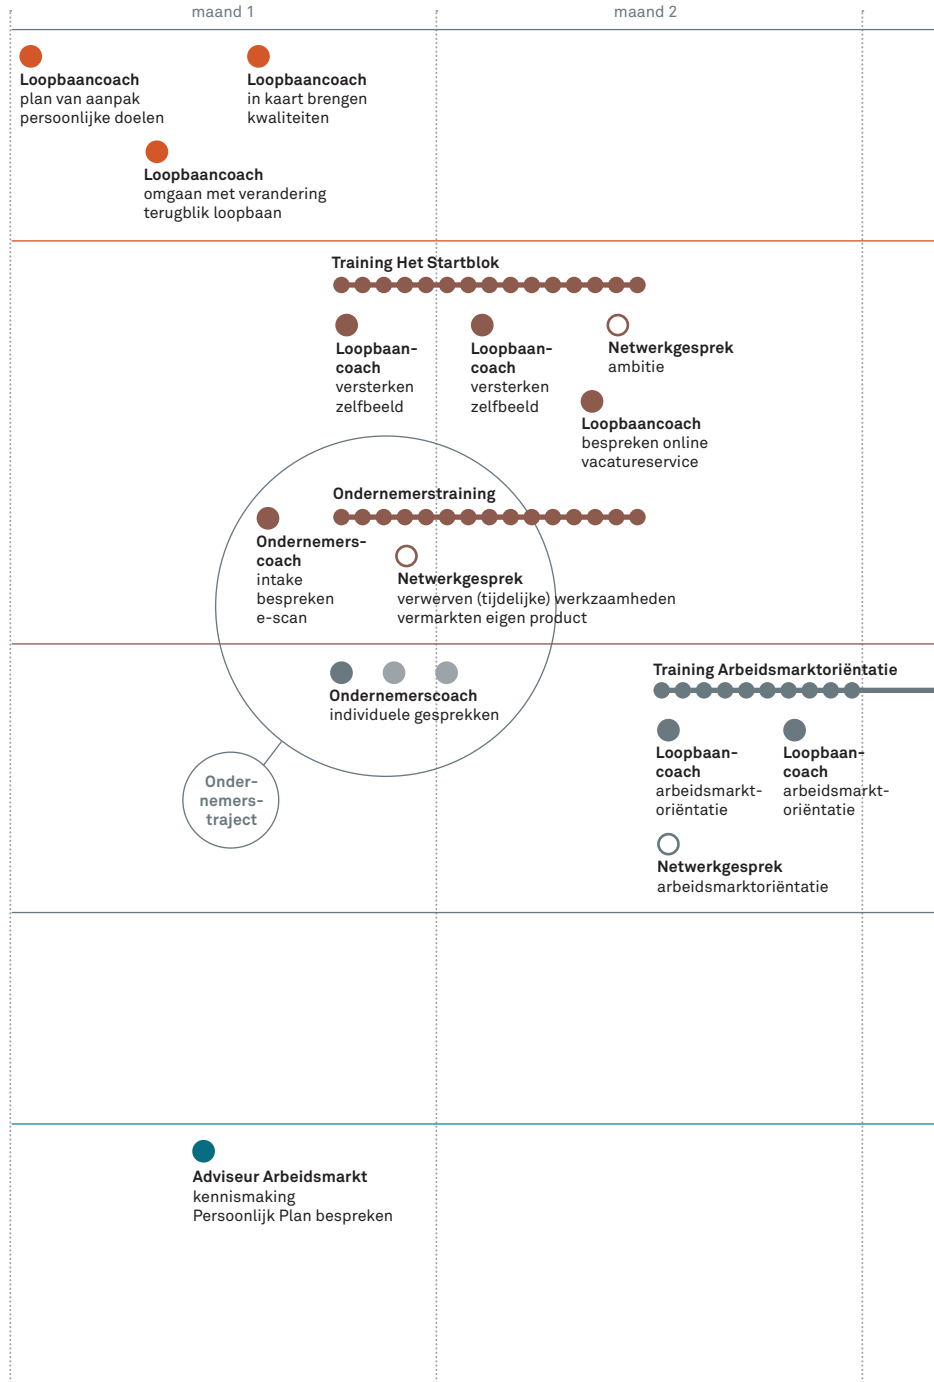 maand 1
maand 2
Loopbaancoach
plan van aanpak
persoonlijke doelen
Loopbaancoach
in kaart brengen
kwaliteiten
Loopbaancoach
omgaan met verandering
terugblik loopbaan
Training Het Startblok
Loopbaan-
coach
versterken
zelfbeeld
Loopbaan-
coach
versterken
zelfbeeld
Netwerkgesprek
ambitie
Loopbaancoach
bespreken online
vacatureservice
Ondernemerstraining
Ondernemers-
coach
intake
bespreken
e-scan
Netwerkgesprek
verwerven (tijdelijke) werkzaamheden
vermarkten eigen product
Ondernemerscoach
individuele gesprekken
Training Arbeidsmarktoriëntatie
Loopbaan-
coach
arbeidsmarkt-
oriëntatie
Loopbaan-
coach
arbeidsmarkt-
oriëntatie
Onder-
nemers-
traject
Netwerkgesprek
arbeidsmarktoriëntatie
Adviseur Arbeidsmarkt
kennismaking
Persoonlijk Plan bespreken